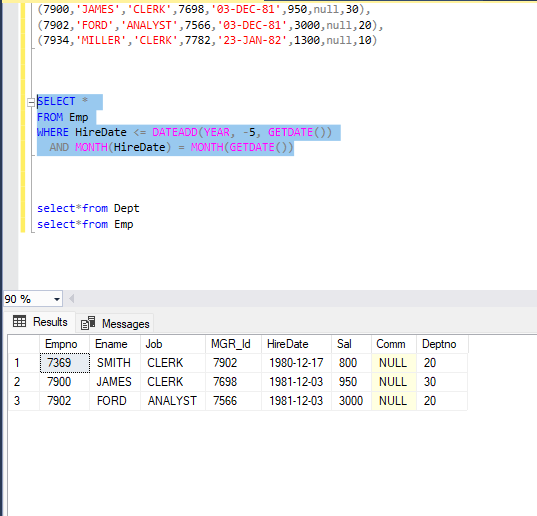 (7900,'JAMES','CLERK',7698,'03-DEC-81',950,null,30),
(7902,'FORD','ANALYST',7566,'03-DEC-81',3000,null,20),
(7934,'MILLER','CLERK',7782,'23-JAN-82',1300,null,10)
SELECT *
FROM Emp
WHERE HireDate <= DATEADD(YEAR, -5, GETDATE())
AND MONTH(HireDate) = MONTH(GETDATE())
select*from Dept
select*from Emp
90 %
Results Messages
Empno Ename Job MGR_Id HireDate Sal Comm Deptno
1 7369 SMITH CLERK 7902 1980-12-17 800 NULL 20
2 7900 JAMES CLERK 7698 1981-12-03 950 NULL 30
3 7902 FORD ANALYST 7566 1981-12-03 3000 NULL 20